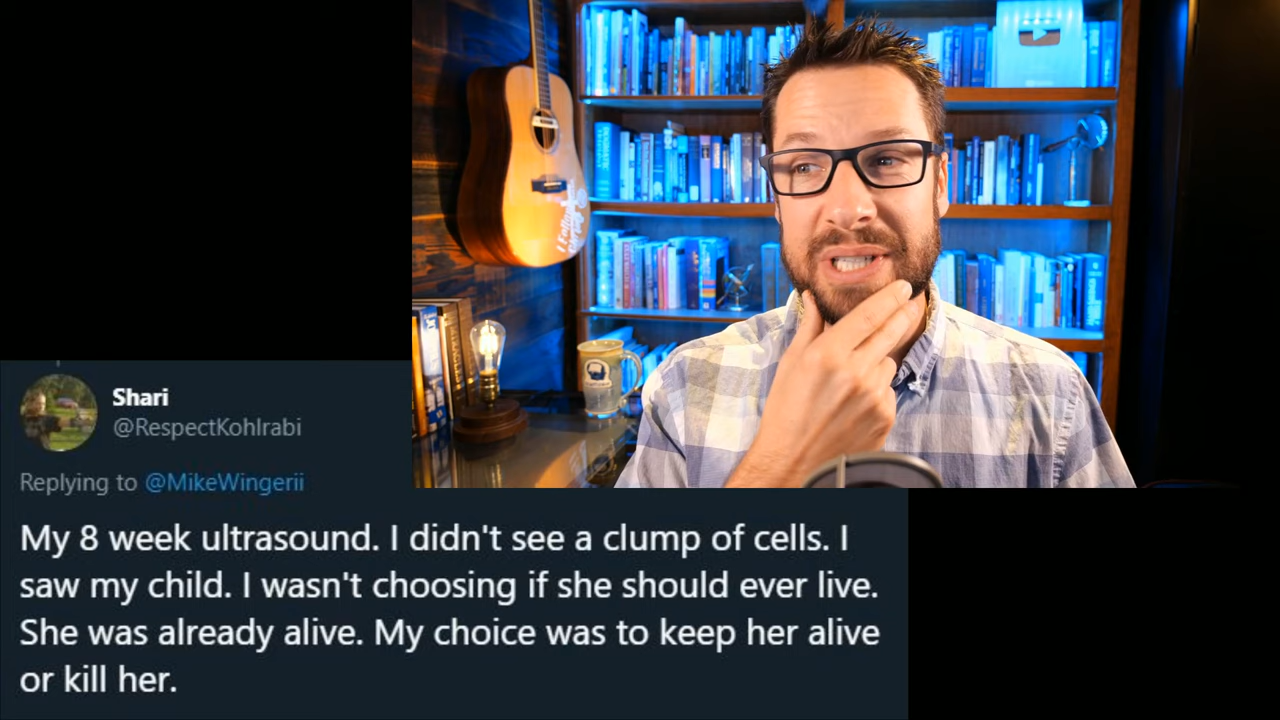 Shari
@RespectKohlrabi
Replying to @MikeWingerii
My 8 week ultrasound. I didn't see a clump of cells. I
saw my child. I wasn't choosing if she should ever live.
She was already alive. My choice was to keep her alive
or kill her.